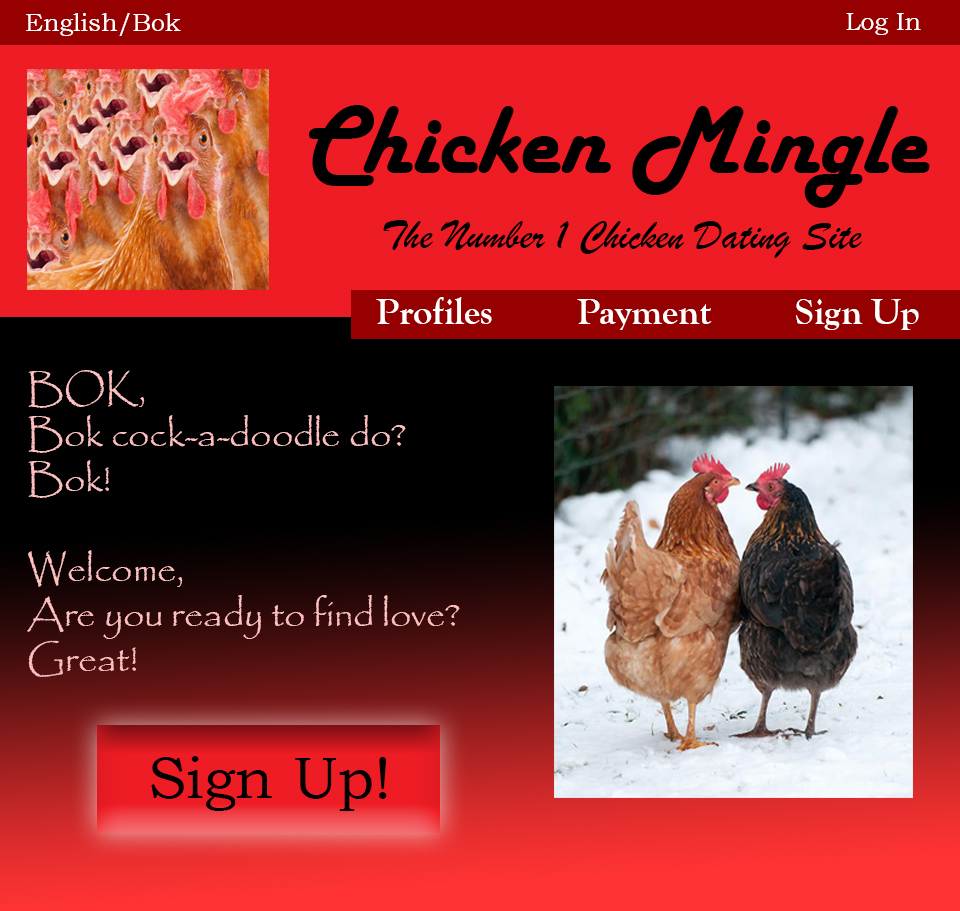 English/Bok
Log In
Chicken Mingle
The Number 1 Chicken Dating Site
Profiles
Payment
Sign Up
BOK,
Bok cock-a-doodle do?
Bok!
Welcome,
Are you ready to find love?
Great!
Sign Up!